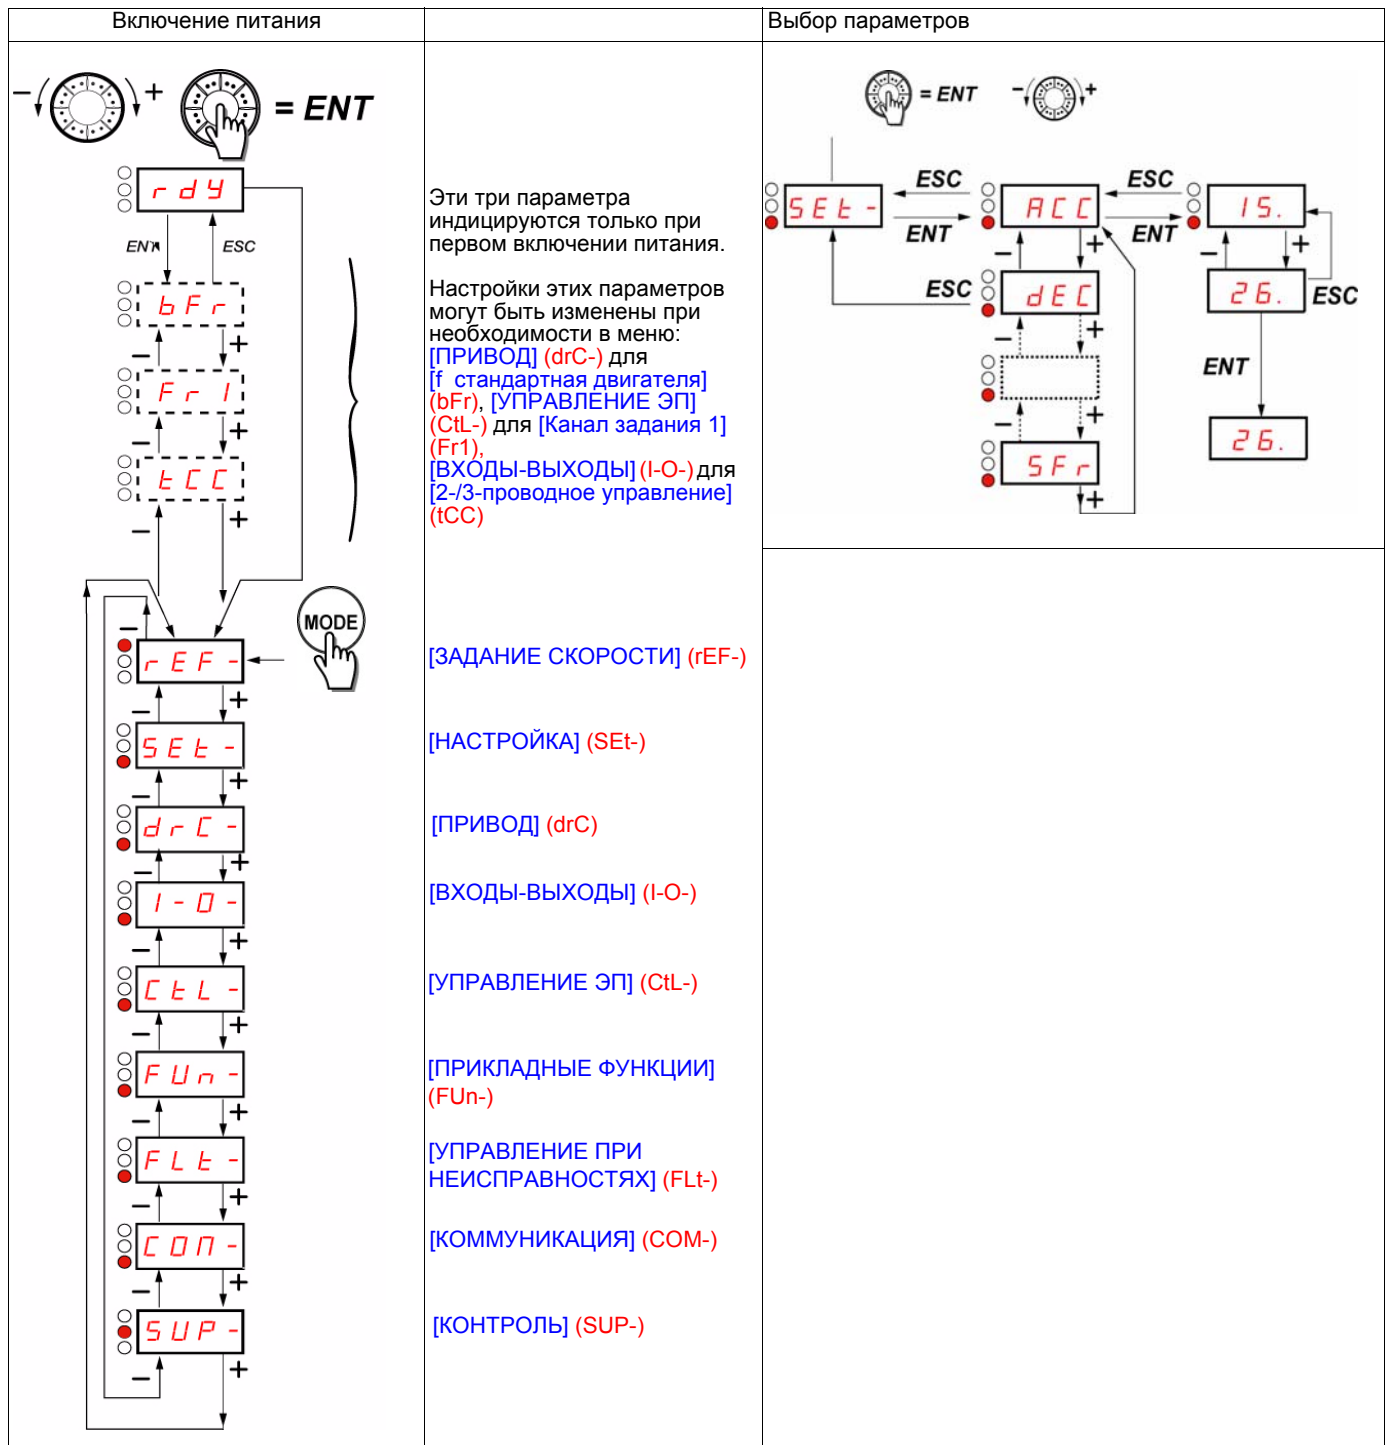 Включение питания
Выбор параметров
− + = ENT
rdY
ENT ESC
bFr
− +
Fr1
− +
tCC
− +
MODE
−
rEF-
− +
SEt-
− +
drC-
− +
I-O-
− +
CtL-
− +
FUn-
− +
FLt-
− +
COM-
− +
SUP-
− +
Эти три параметра
индицируются только при
первом включении питания.
Настройки этих параметров
могут быть изменены при
необходимости в меню:
[ПРИВОД] (drC-) для
[f стандартная двигателя]
(bFr), [УПРАВЛЕНИЕ ЭП]
(CtL-) для [Канал задания 1]
(Fr1),
[ВХОДЫ-ВЫХОДЫ] (I-O-) для
[2-/3-проводное управление]
(tCC)
[ЗАДАНИЕ СКОРОСТИ] (rEF-)
[НАСТРОЙКА] (SEt-)
[ПРИВОД] (drC)
[ВХОДЫ-ВЫХОДЫ] (I-O-)
[УПРАВЛЕНИЕ ЭП] (CtL-)
[ПРИКЛАДНЫЕ ФУНКЦИИ]
(FUn-)
[УПРАВЛЕНИЕ ПРИ
НЕИСПРАВНОСТЯХ] (FLt-)
[КОММУНИКАЦИЯ] (COM-)
[КОНТРОЛЬ] (SUP-)
= ENT − +
SEt- ESC ACC ESC 15.
ENT ENT
− + − +
ESC dEC 26. ESC
− +
ENT
− +
SFr 26.
+